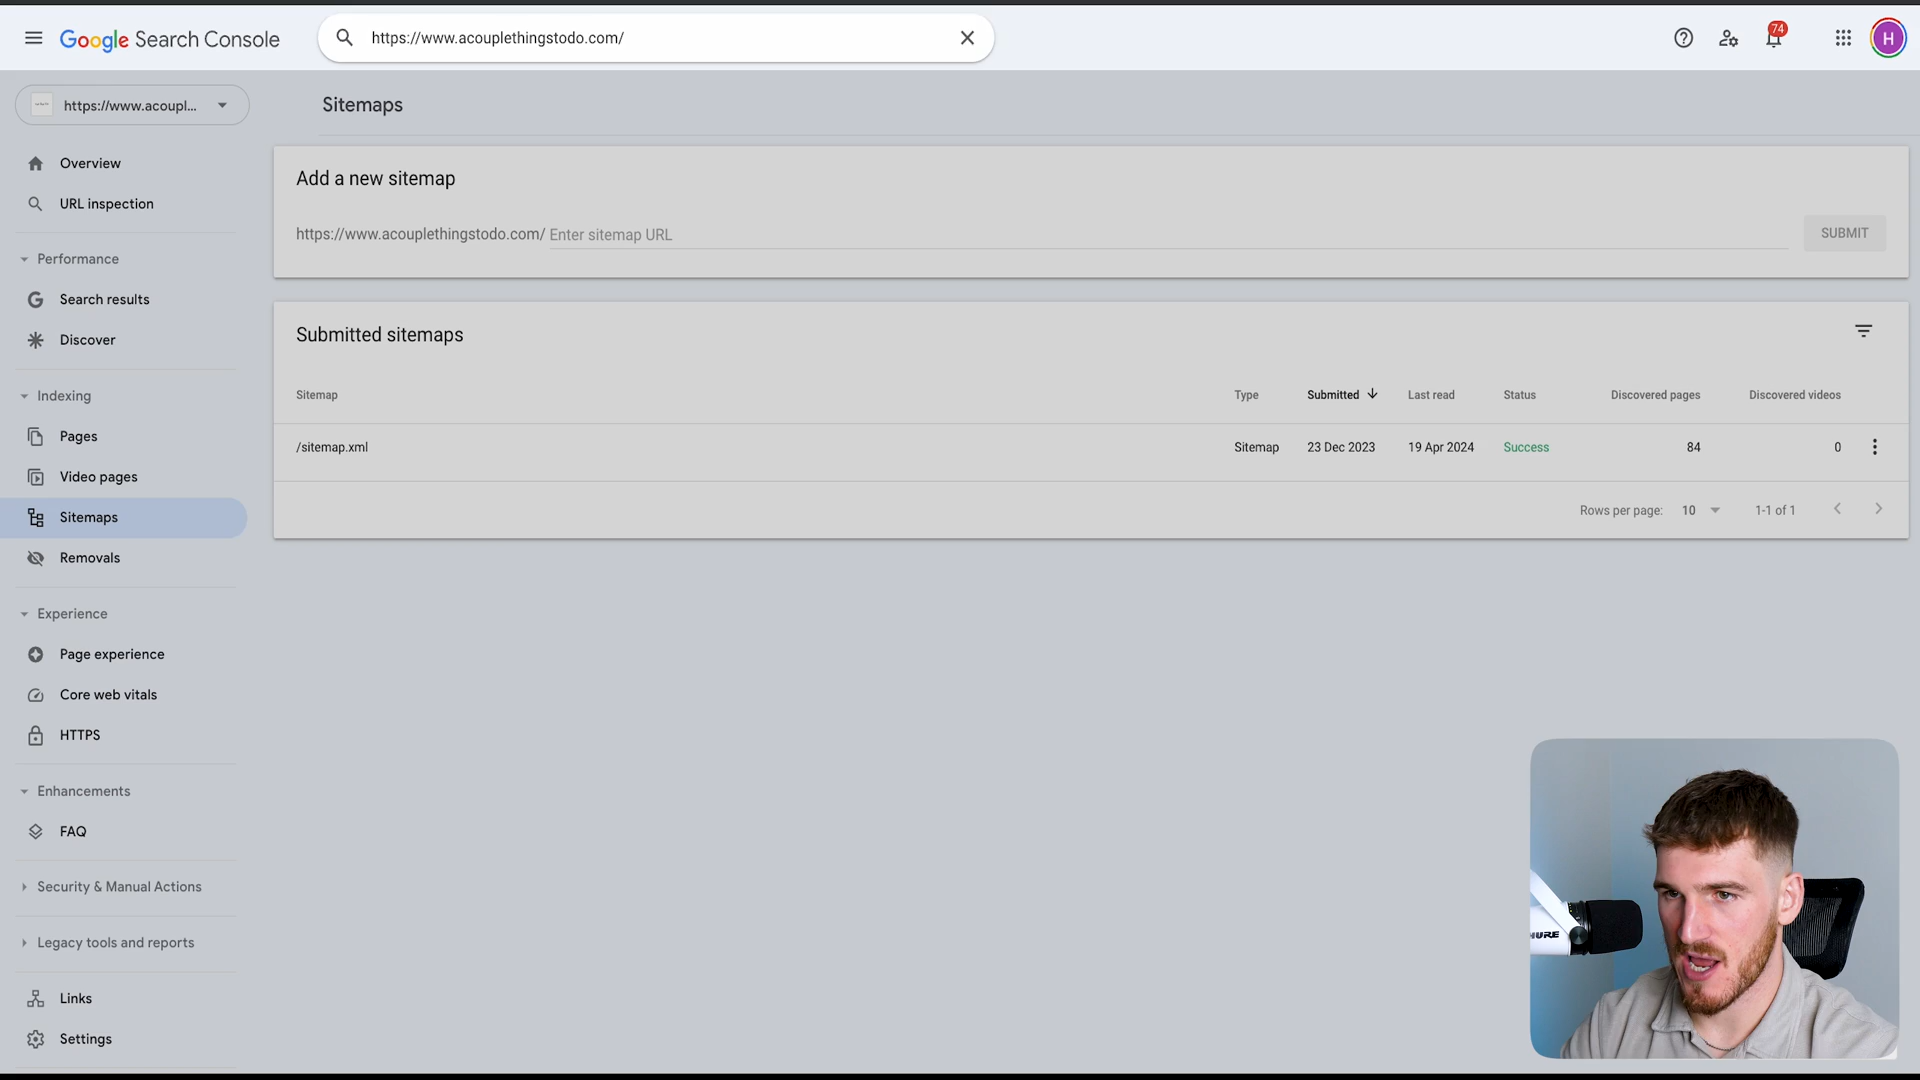 Google Search Console
https://www.acouplethingstodo.com/
74
H
https://www.acoupl...
Sitemaps
Overview
URL inspection
Performance
Search results
Discover
Indexing
Pages
Video pages
Sitemaps
Removals
Experience
Page experience
Core web vitals
HTTPS
Enhancements
FAQ
Security & Manual Actions
Legacy tools and reports
Links
Settings
Add a new sitemap
https://www.acouplethingstodo.com/ Enter sitemap URL
SUBMIT
Submitted sitemaps
Sitemap Type Submitted Last read Status Discovered pages Discovered videos
/sitemap.xml Sitemap 23 Dec 2023 19 Apr 2024 Success 84 0
Rows per page: 10 1-1 of 1
HURE